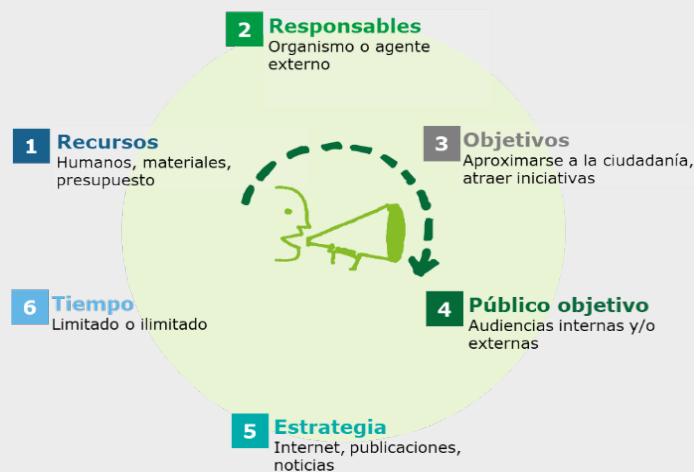 1 Recursos
Humanos, materiales,
presupuesto
2 Responsables
Organismo o agente
externo
3 Objetivos
Aproximarse a la ciudadanía,
atraer iniciativas
4 Público objetivo
Audiencias internas y/o
externas
5 Estrategia
Internet, publicaciones,
noticias
6 Tiempo
Limitado o ilimitado